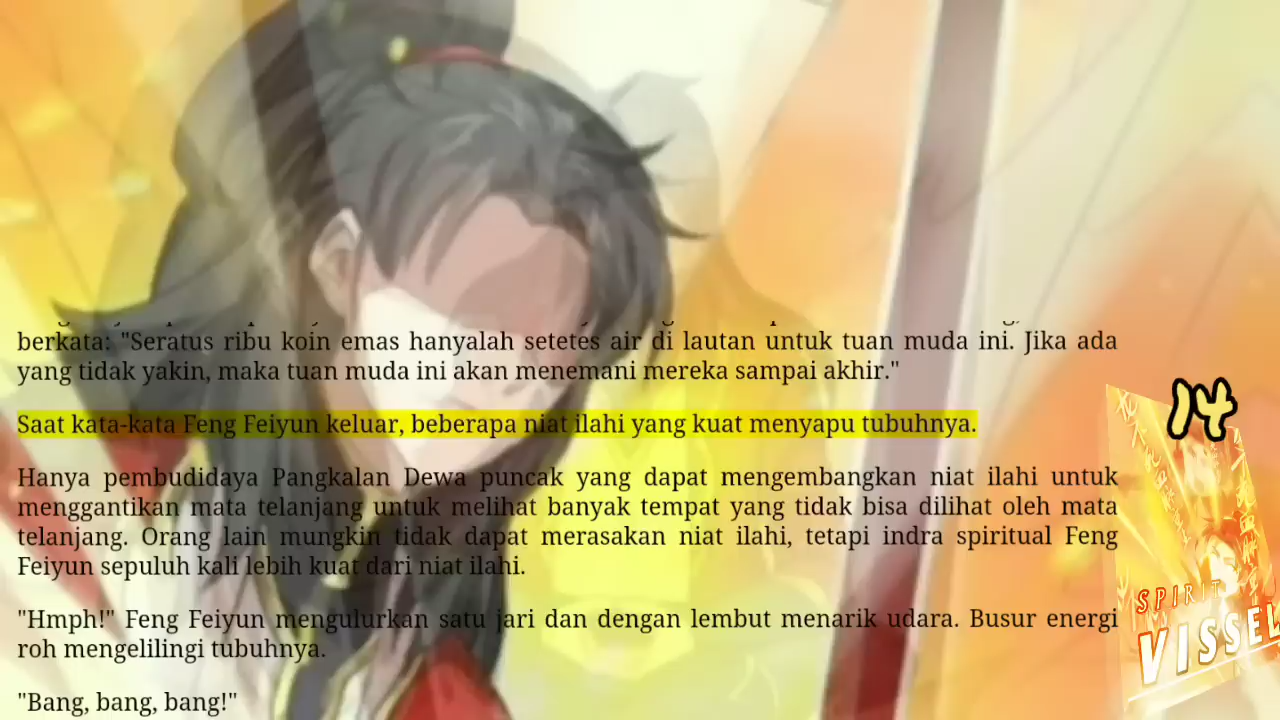 berkata: "Seratus ribu koin emas hanyalah setetes air di lautan untuk tuan muda ini. Jika ada
yang tidak yakin, maka tuan muda ini akan menemani mereka sampai akhir."
Saat kata-kata Feng Feiyun keluar, beberapa niat ilahi yang kuat menyapu tubuhnya.
Hanya pembudidaya Pangkalan Dewa puncak yang dapat mengembangkan niat ilahi untuk
menggantikan mata telanjang untuk melihat banyak tempat yang tidak bisa dilihat oleh mata
telanjang. Orang lain mungkin tidak dapat merasakan niat ilahi, tetapi indra spiritual Feng
Feiyun sepuluh kali lebih kuat dari niat ilahi.
"Hmph!" Feng Feiyun mengulurkan satu jari dan dengan lembut menarik udara. Busur energi
roh mengelilingi tubuhnya.
"Bang, bang, bang!"
14
SPIRIT
VISSEL